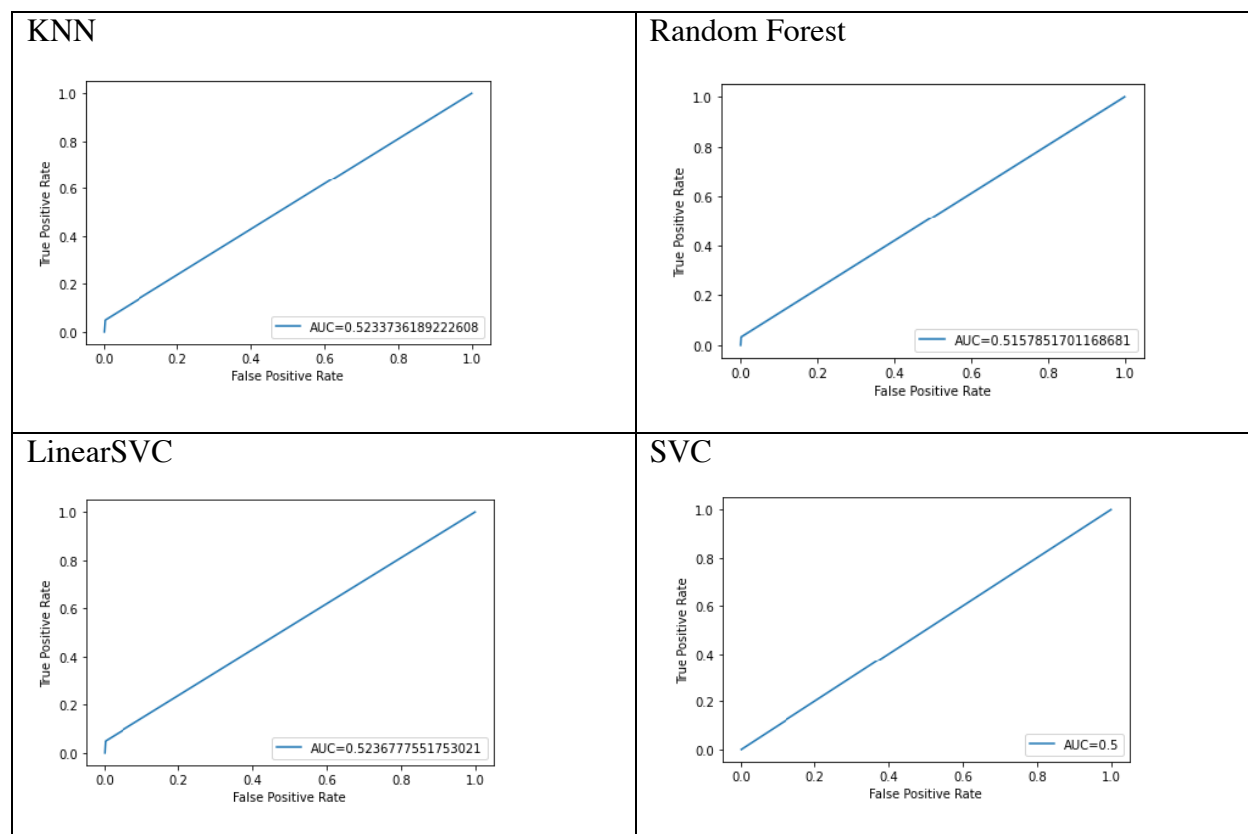 KNN
1.0
0.8
0.6
0.4
0.2
0.0
True Positive Rate
AUC=0.5233736189222608
0.0 0.2 0.4 0.6 0.8 1.0
False Positive Rate
Random Forest
1.0
0.8
0.6
0.4
0.2
0.0
True Positive Rate
AUC=0.5157851701168681
0.0 0.2 0.4 0.6 0.8 1.0
False Positive Rate
LinearSVC
1.0
0.8
0.6
0.4
0.2
0.0
True Positive Rate
AUC=0.5236777551753021
0.0 0.2 0.4 0.6 0.8 1.0
False Positive Rate
SVC
1.0
0.8
0.6
0.4
0.2
0.0
True Positive Rate
AUC=0.5
0.0 0.2 0.4 0.6 0.8 1.0
False Positive Rate